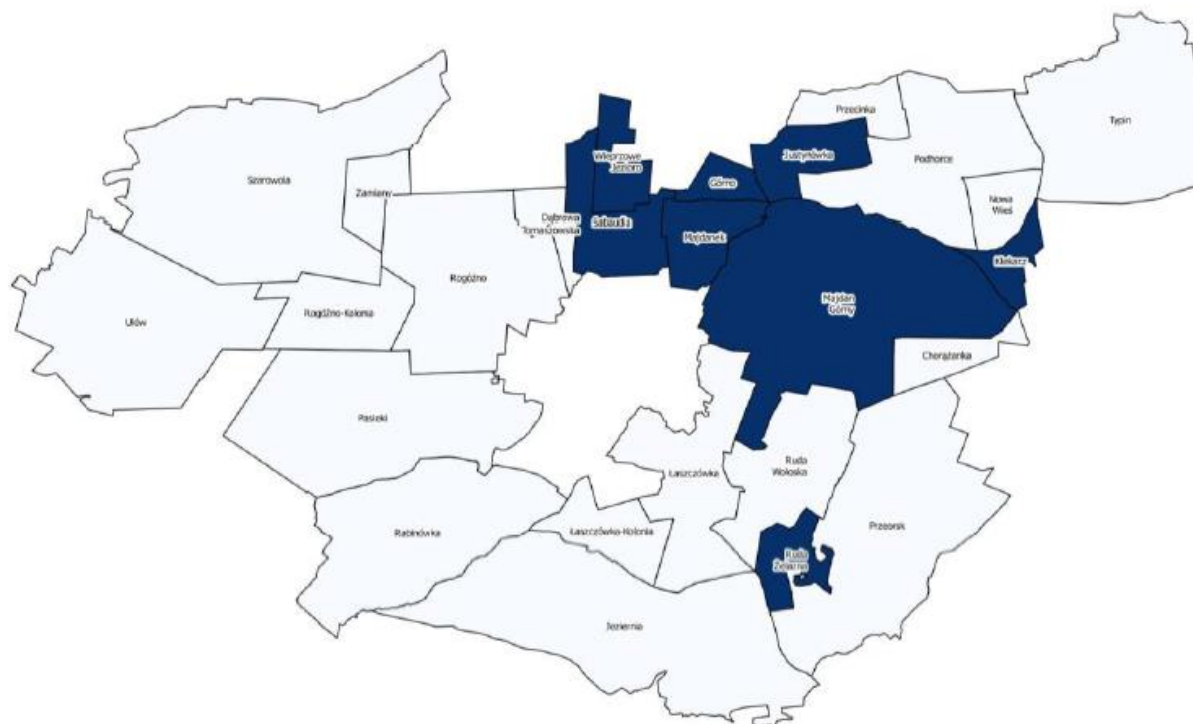 Typin
Przecinka
Podhorce
Justynówka
Wieprzowe
Jezioro
Szarowola
Zamiany
Górno
Nowa
Wieś
Dąbrowa
Tomaszowska
Sabaudia
Majdanek
Klekacz
Rogóźno
Ulów
Rogóźno-Kolonia
Majdan
Górny
Chorążanka
Pasieki
Ruda
Wołoska
Łaszczówka
Przeorsk
Rabinówka
Łaszczówka-Kolonia
Ruda
Żelazna
Jeziernia